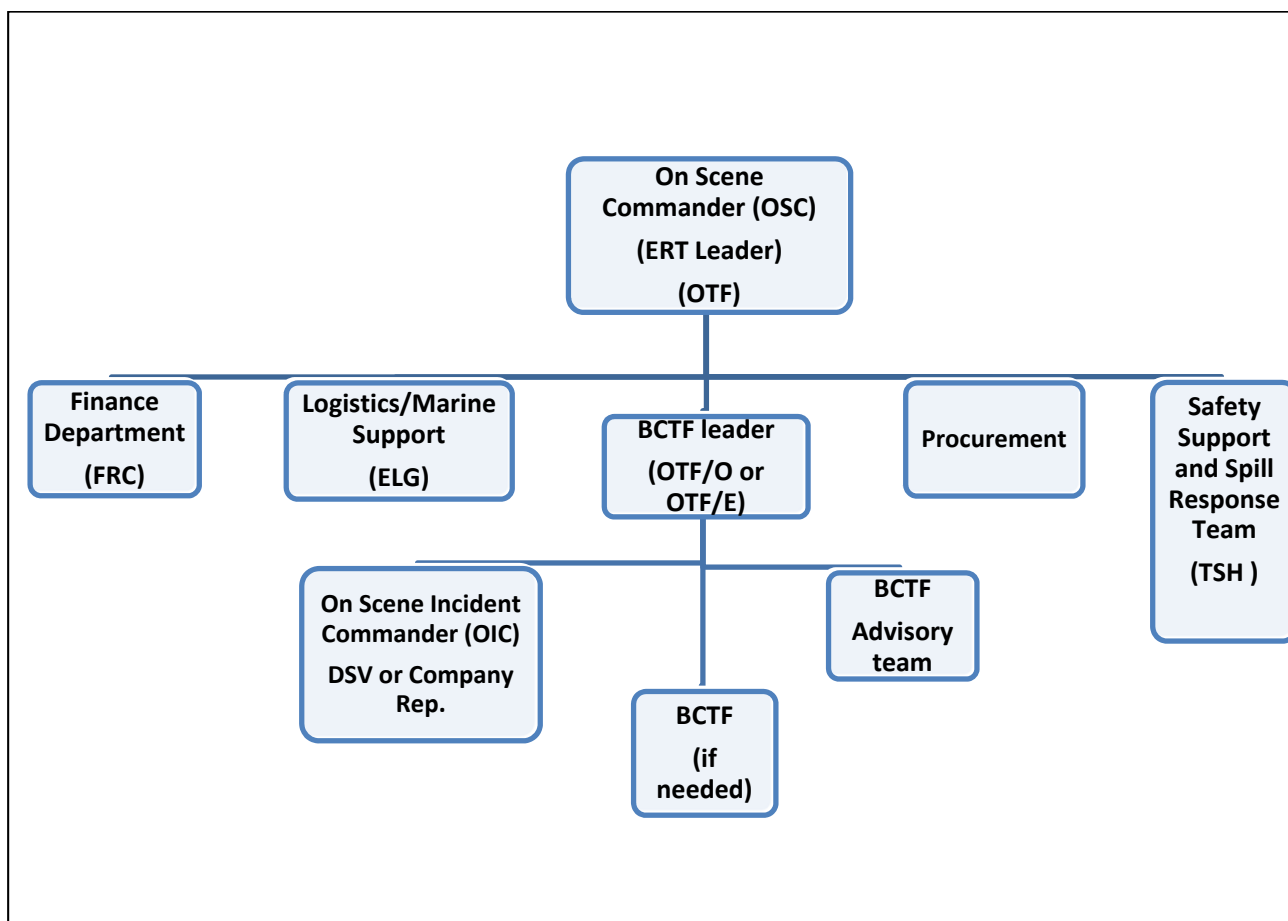 On Scene
Commander (OSC)
(ERT Leader)
(OTF)
Finance
Department
(FRC)
Logistics/Marine
Support
(ELG)
BCTF leader
(OTF/O or
OTF/E)
Procurement
Safety
Support
and Spill
Response
Team
(TSH )
On Scene Incident
Commander (OIC)
DSV or Company
Rep.
BCTF
(if
needed)
BCTF
Advisory
team